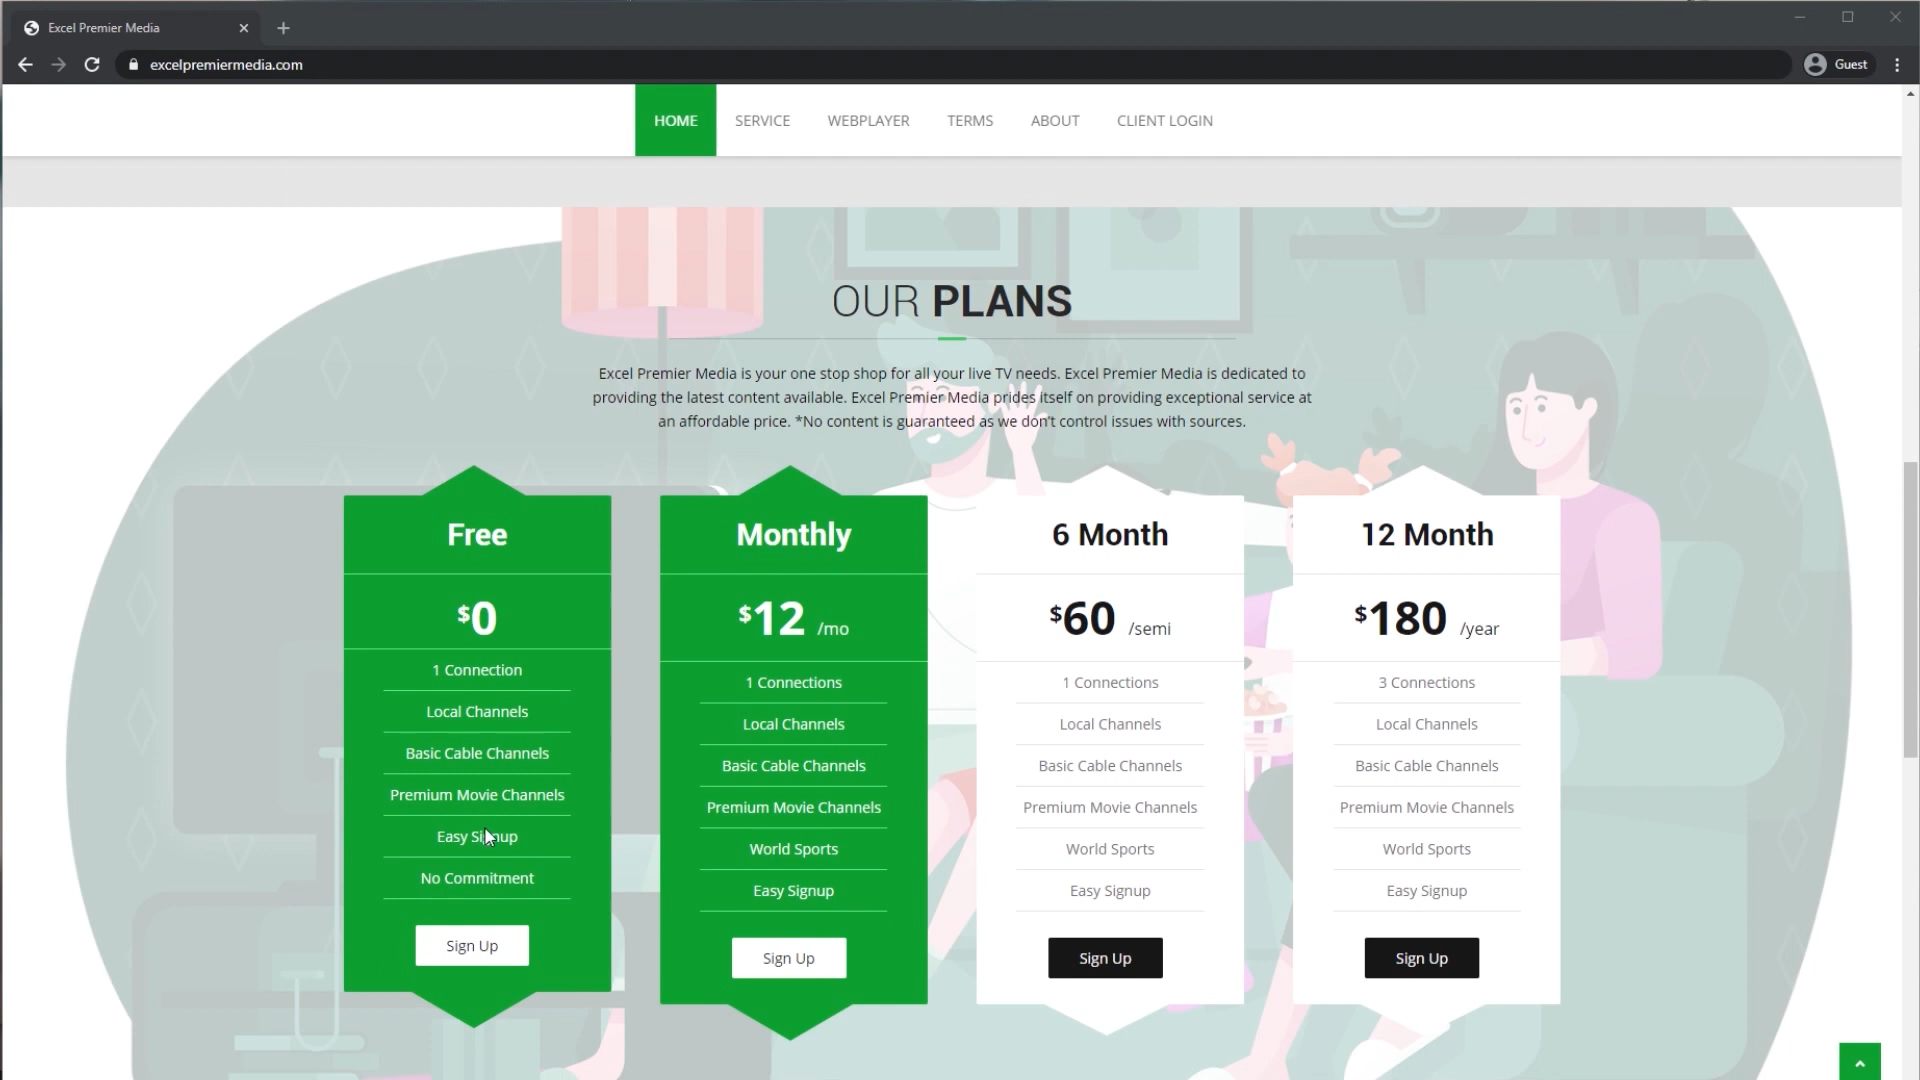 Excel Premier Media
excelpremiermedia.com
Guest
HOME
SERVICE
WEBPLAYER
TERMS
ABOUT
CLIENT LOGIN
OUR PLANS
Excel Premier Media is your one stop shop for all your live TV needs. Excel Premier Media is dedicated to
providing the latest content available. Excel Premier Media prides itself on providing exceptional service at
an affordable price. *No content is guaranteed as we don't control issues with sources.
Free
$0
1 Connection
Local Channels
Basic Cable Channels
Premium Movie Channels
Easy Signup
No Commitment
Sign Up
Monthly
$12 /mo
1 Connections
Local Channels
Basic Cable Channels
Premium Movie Channels
World Sports
Easy Signup
Sign Up
6 Month
$60 /semi
1 Connections
Local Channels
Basic Cable Channels
Premium Movie Channels
World Sports
Easy Signup
Sign Up
12 Month
$180 /year
3 Connections
Local Channels
Basic Cable Channels
Premium Movie Channels
World Sports
Easy Signup
Sign Up